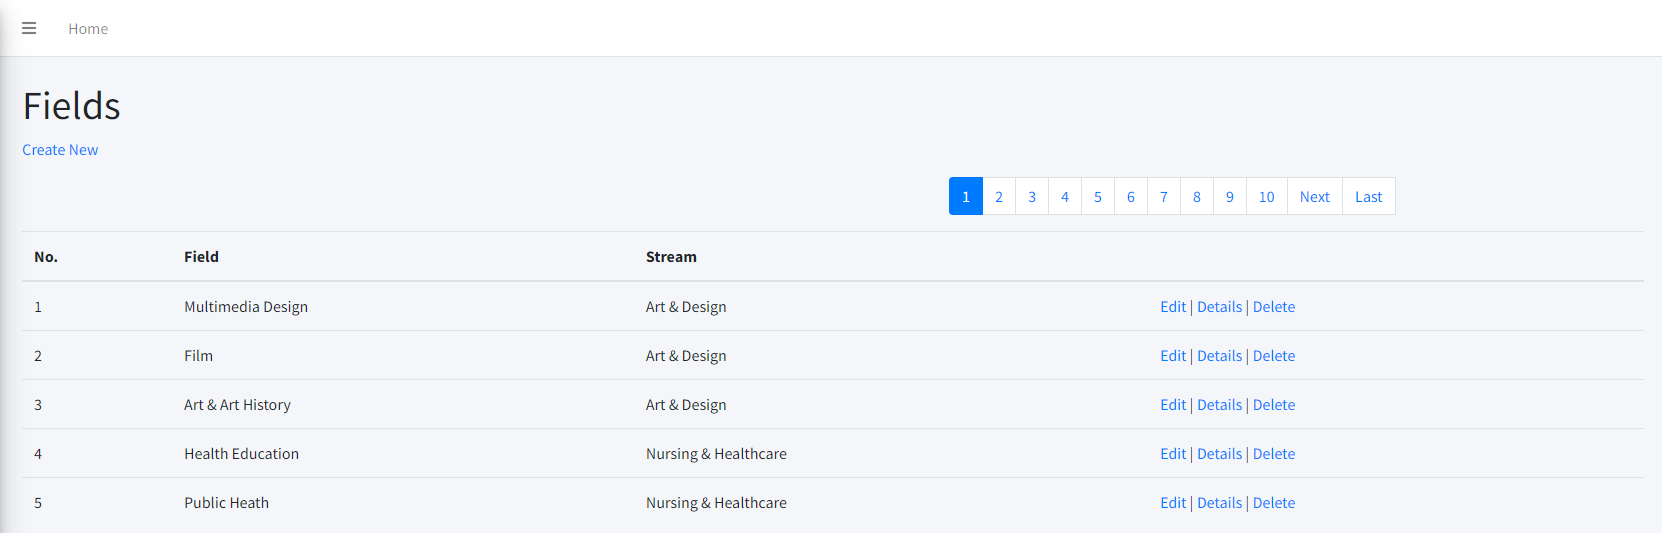 Home
Fields
Create New
1 2 3 4 5 6 7 8 9 10 Next Last
No. Field Stream
1 Multimedia Design Art & Design Edit | Details | Delete
2 Film Art & Design Edit | Details | Delete
3 Art & Art History Art & Design Edit | Details | Delete
4 Health Education Nursing & Healthcare Edit | Details | Delete
5 Public Heath Nursing & Healthcare Edit | Details | Delete